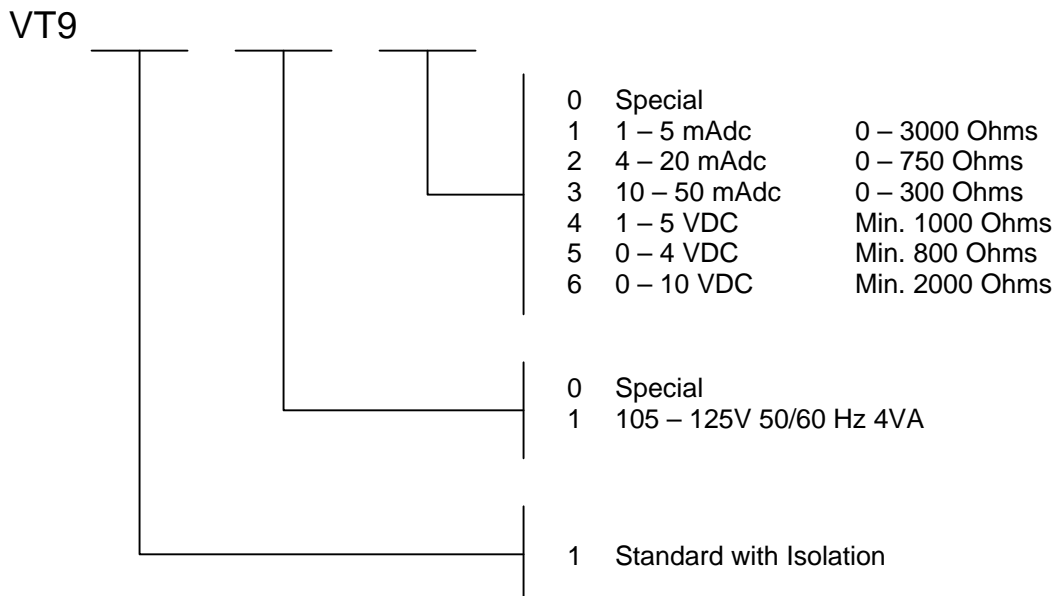 VT9
0 Special
1 1 – 5 mAdc 0 – 3000 Ohms
2 4 – 20 mAdc 0 – 750 Ohms
3 10 – 50 mAdc 0 – 300 Ohms
4 1 – 5 VDC Min. 1000 Ohms
5 0 – 4 VDC Min. 800 Ohms
6 0 – 10 VDC Min. 2000 Ohms
0 Special
1 105 – 125V 50/60 Hz 4VA
1 Standard with Isolation